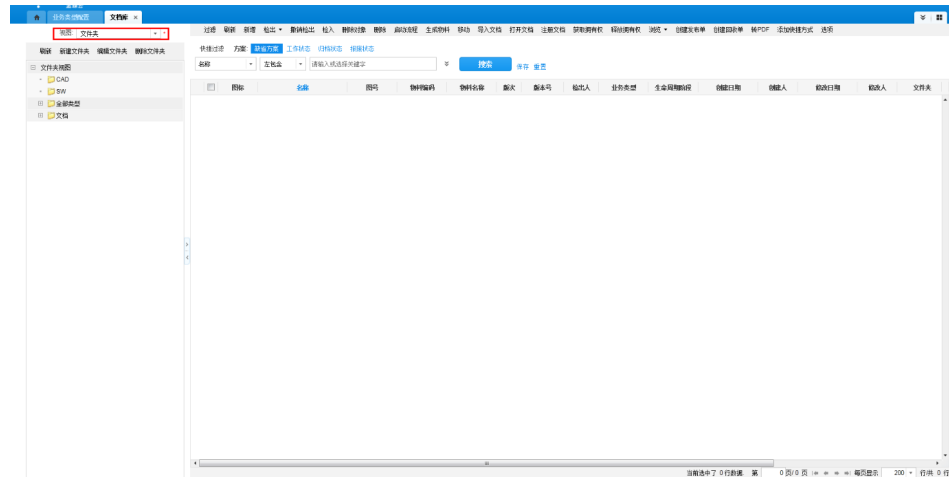 业务类型配置 文档库 ×
视图: 文件夹
过滤 刷新 新增 检出 撤销检出 检入 删除对象 删除 启动流程 生成物料 移动 导入文档 打开文档 注册文档 获取拥有权 释放拥有权 浏览 创建发布单 创建回收单 转PDF 添加快捷方式 选项
刷新 新建文件夹 编辑文件夹 删除文件夹
快捷过滤 方案: 缺省方案 工作状态 归档状态 报废状态
名称 左包含 请输入或选择关键字 搜索 保存 重置
文件夹视图
CAD
SW
全部类型
文档
图标 名称 图号 物料编码 物料名称 版次 版本号 检出人 业务类型 生命周期阶段 创建日期 创建人 修改日期 修改人 文件夹
当前选中了 0 行数据 第 0 页/0 页 每页显示 200 行/共 0 行